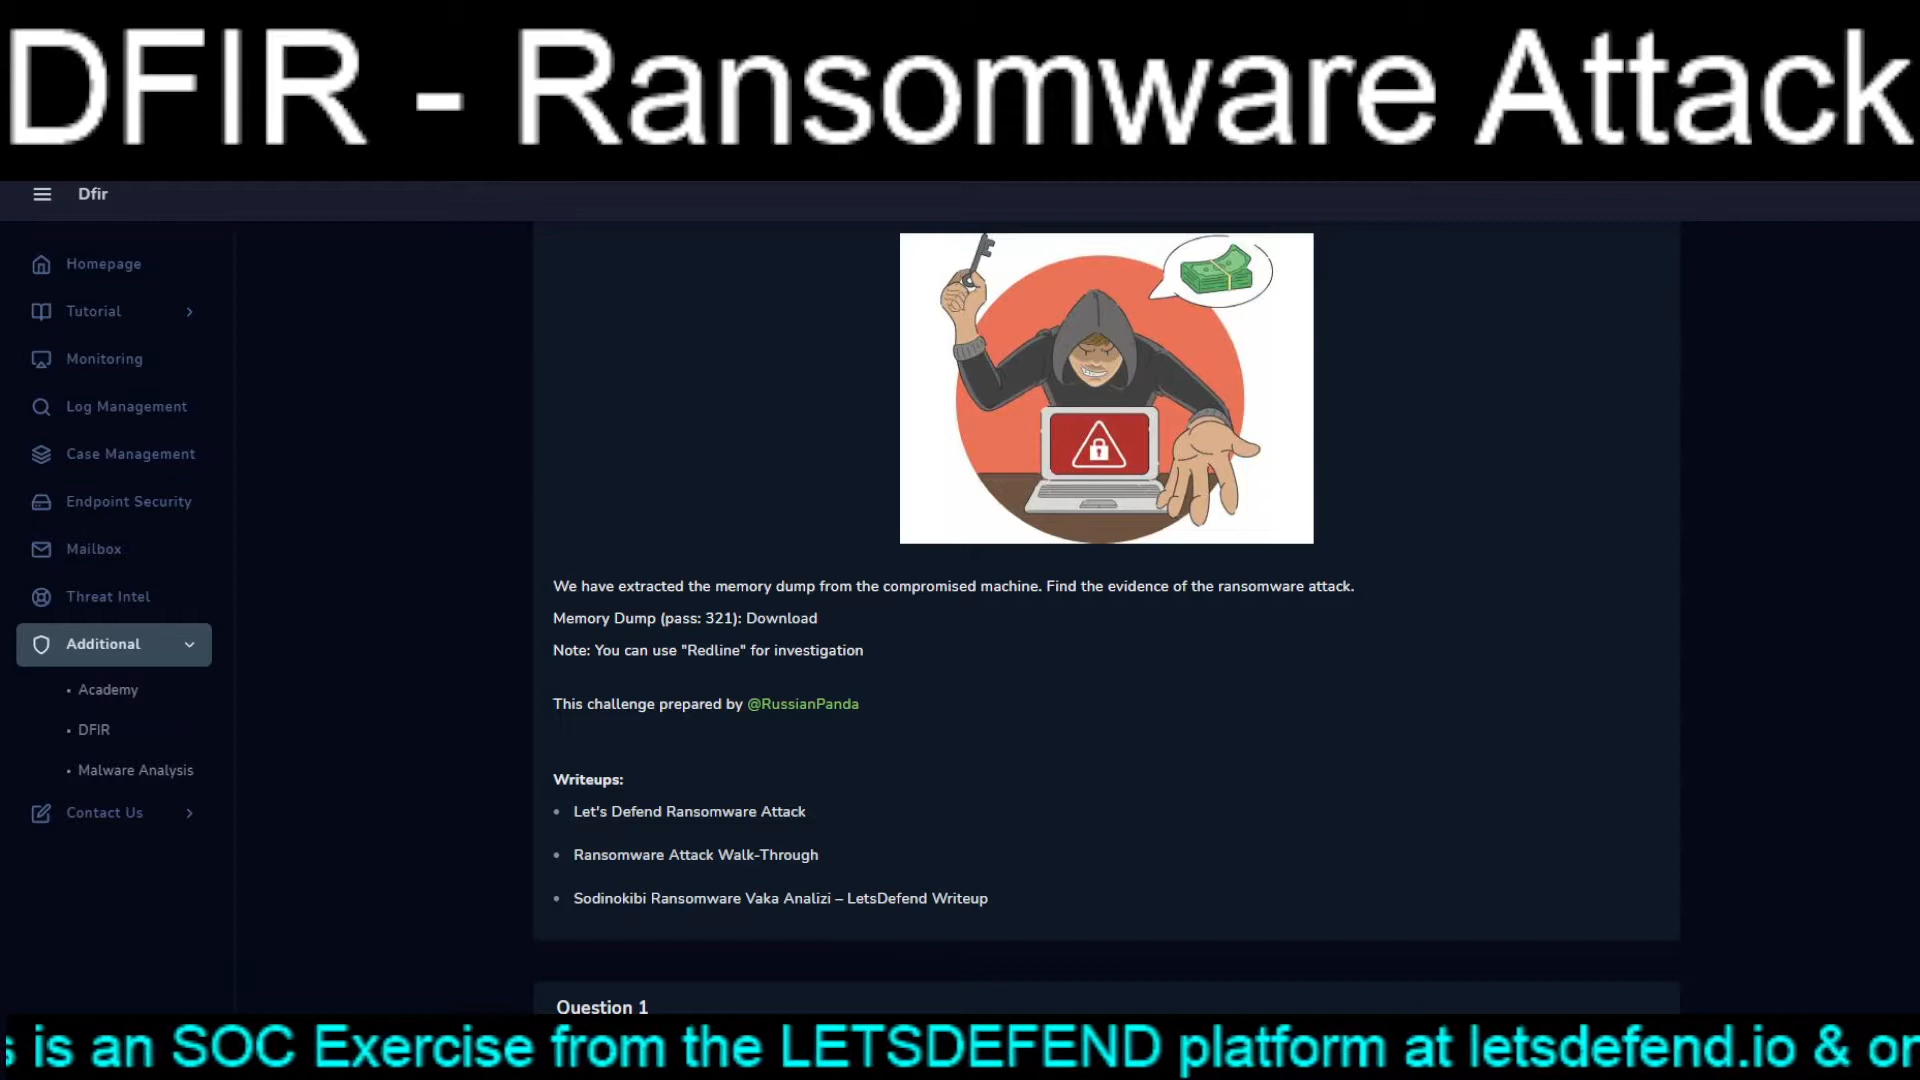 DFIR - Ransomware Attack
Dfir
Homepage
Tutorial
Monitoring
Log Management
Case Management
Endpoint Security
Mailbox
Threat Intel
Additional
• Academy
• DFIR
• Malware Analysis
Contact Us
We have extracted the memory dump from the compromised machine. Find the evidence of the ransomware attack.
Memory Dump (pass: 321): Download
Note: You can use "Redline" for investigation
This challenge prepared by @RussianPanda
Writeups:
• Let's Defend Ransomware Attack
• Ransomware Attack Walk-Through
• Sodinokibi Ransomware Vaka Analizi – LetsDefend Writeup
Question 1
s is an SOC Exercise from the LETSDEFEND platform at letsdefend.io & or